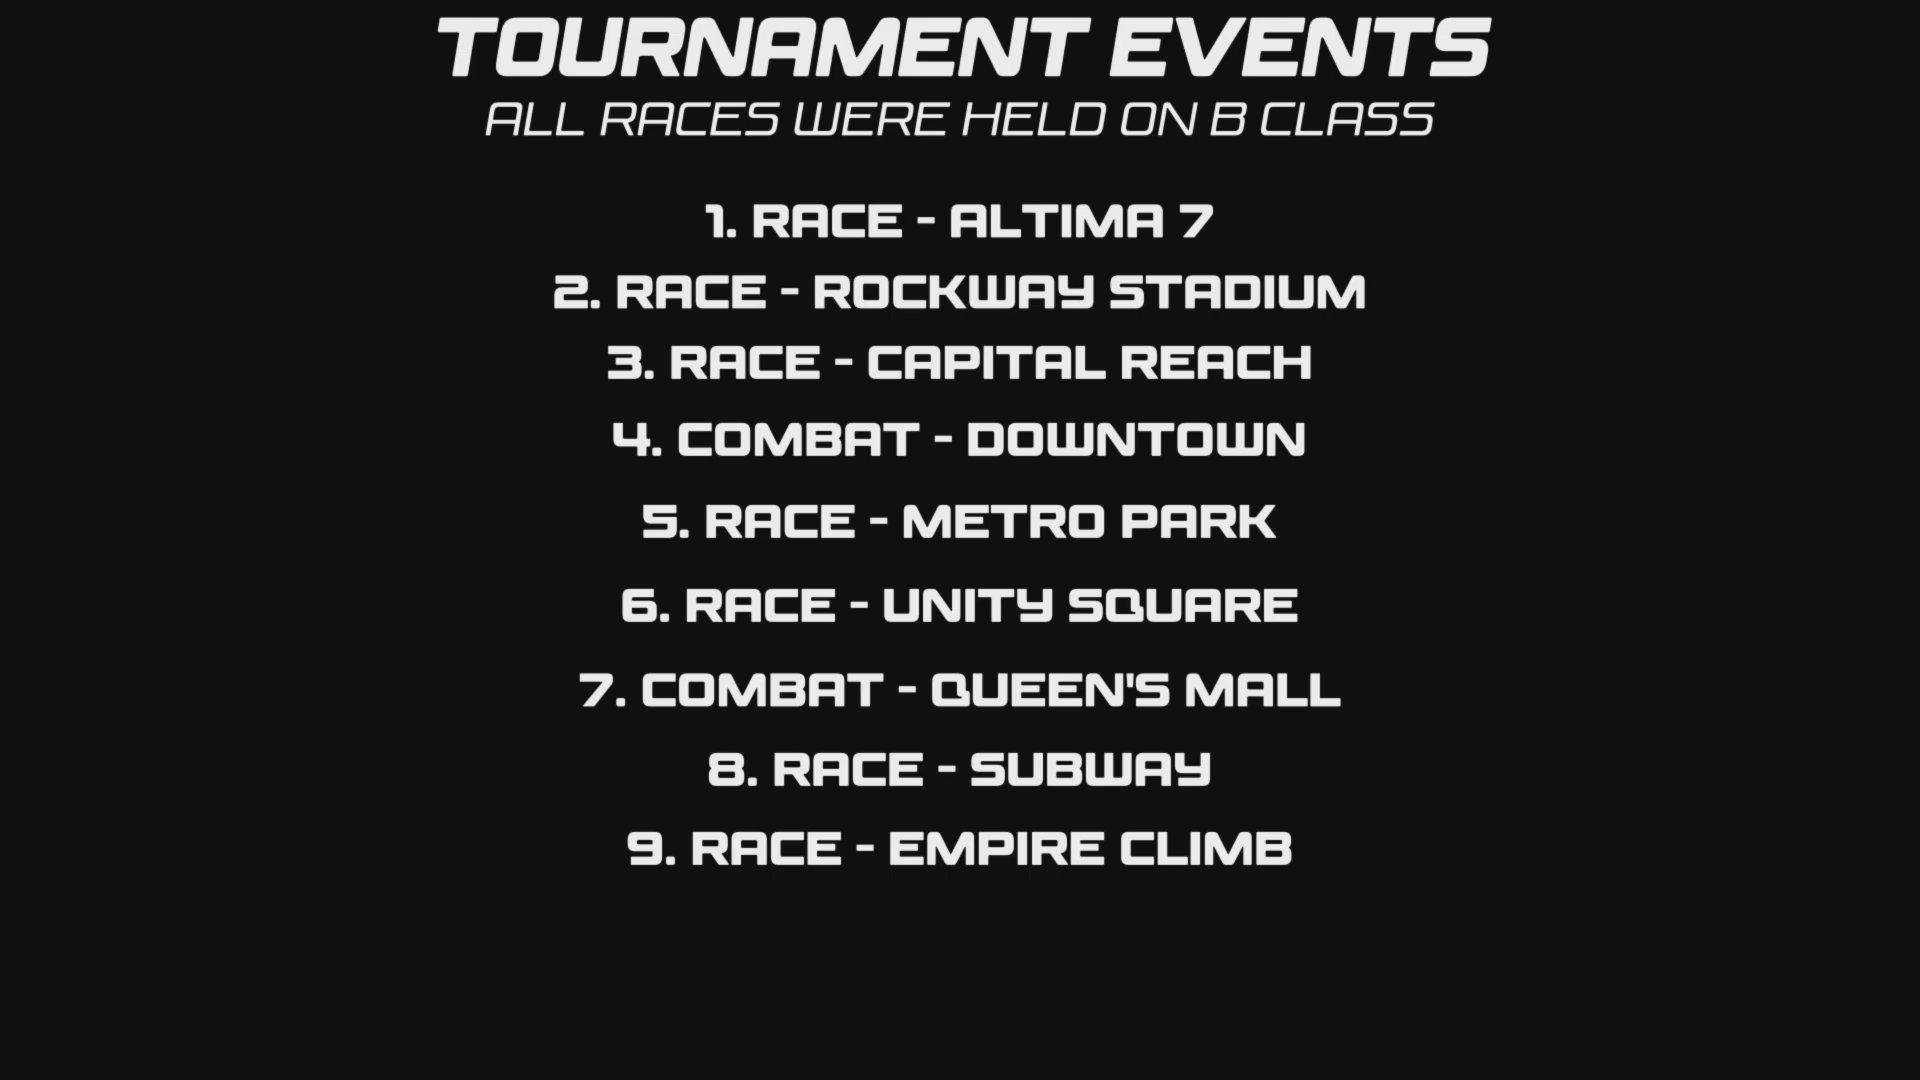 TOURNAMENT EVENTS
ALL RACES WERE HELD ON B CLASS
1. RACE - ALTIMA 7
2. RACE - ROCKWAY STADIUM
3. RACE - CAPITAL REACH
4. COMBAT - DOWNTOWN
5. RACE - METRO PARK
6. RACE - UNITY SQUARE
7. COMBAT - QUEEN'S MALL
8. RACE - SUBWAY
9. RACE - EMPIRE CLIMB